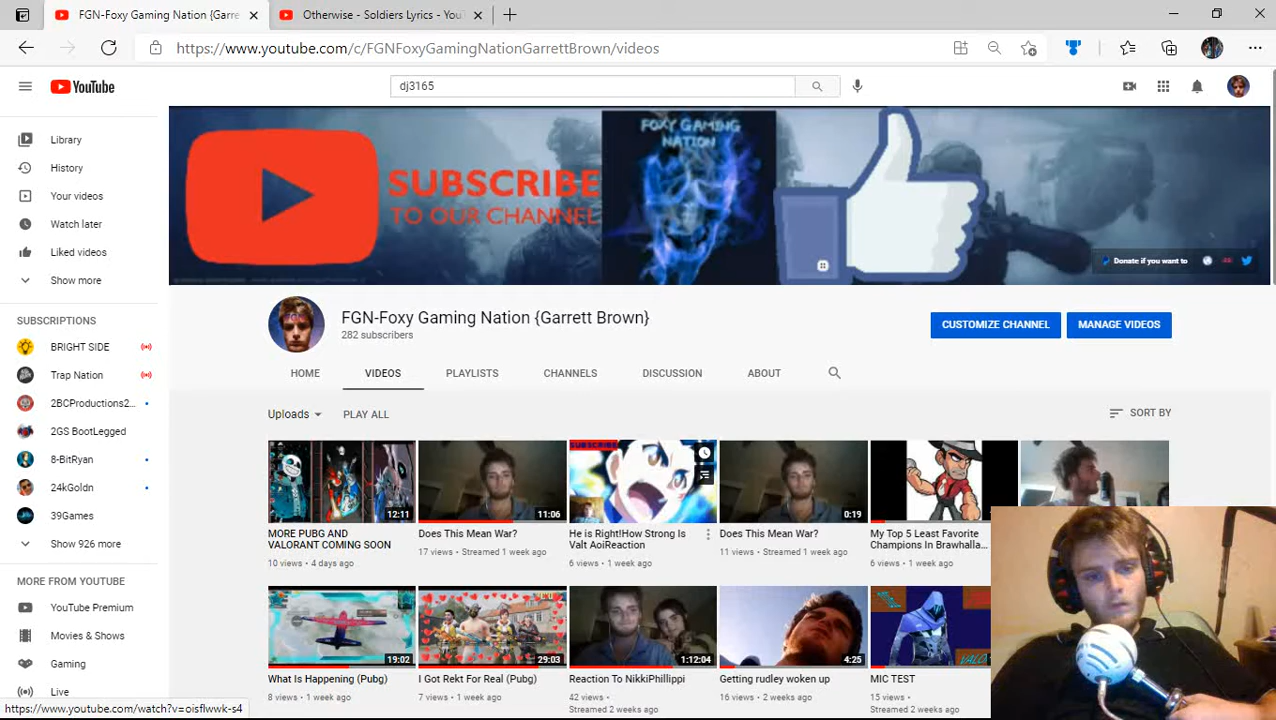 FGN-Foxy Gaming Nation {Garre
Otherwise - Soldiers Lyrics - You
https://www.youtube.com/c/FGNFoxyGamingNationGarrettBrown/videos
YouTube
dj3165
Library
History
Your videos
Watch later
Liked videos
Show more
SUBSCRIPTIONS
BRIGHT SIDE
Trap Nation
2BCProductions2...
2GS BootLegged
8-BitRyan
24kGoldn
39Games
Show 926 more
MORE FROM YOUTUBE
YouTube Premium
Movies & Shows
Gaming
Live
https://www.youtube.com/watch?v=oisflwwk-s4
SUBSCRIBE
TO OUR CHANNEL
FOXY GAMING
NATION
Donate if you want to
FGN-Foxy Gaming Nation {Garrett Brown}
282 subscribers
CUSTOMIZE CHANNEL
MANAGE VIDEOS
HOME
VIDEOS
PLAYLISTS
CHANNELS
DISCUSSION
ABOUT
Uploads
PLAY ALL
SORT BY
12:11
11:06
SUBSCRIBE
0:19
MORE PUBG AND
VALORANT COMING SOON
10 views • 4 days ago
Does This Mean War?
17 views • Streamed 1 week ago
He is Right!How Strong Is
Valt AoiReaction
6 views • 1 week ago
Does This Mean War?
11 views • Streamed 1 week ago
My Top 5 Least Favorite
Champions In Brawhalla...
6 views • 1 week ago
19:02
29:03
1:12:04
4:25
What Is Happening (Pubg)
8 views • 1 week ago
I Got Rekt For Real (Pubg)
7 views • 1 week ago
Reaction To NikkiPhillippi
42 views •
Streamed 2 weeks ago
Getting rudley woken up
16 views • 2 weeks ago
MIC TEST
15 views •
Streamed 2 weeks ago